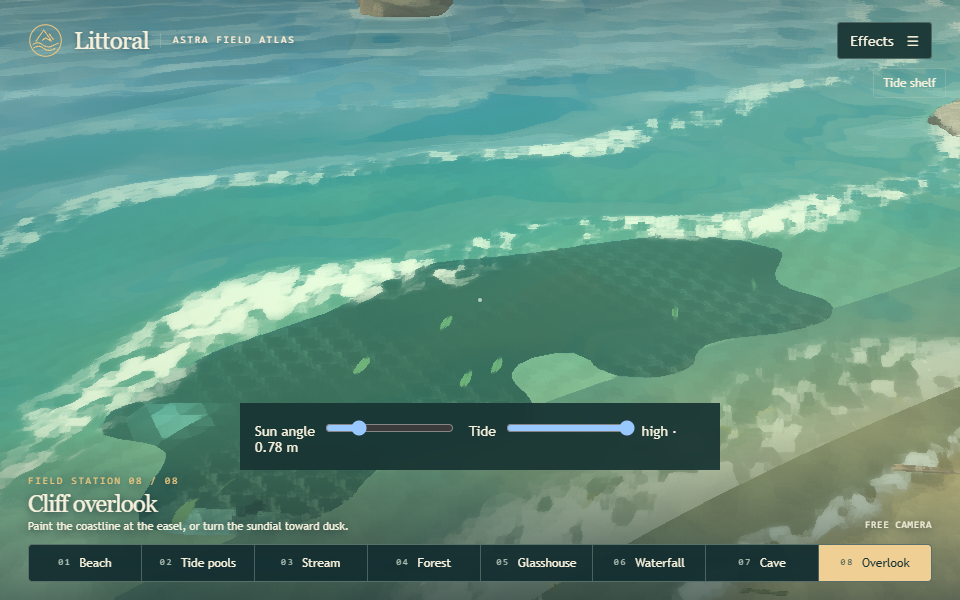 Littoral
ASTRA FIELD ATLAS
Effects
Tide shelf
Sun angle
Tide
high ·
0.78 m
FIELD STATION 08 / 08
Cliff overlook
Paint the coastline at the easel, or turn the sundial toward dusk.
FREE CAMERA
01 Beach
02 Tide pools
03 Stream
04 Forest
05 Glasshouse
06 Waterfall
07 Cave
08 Overlook